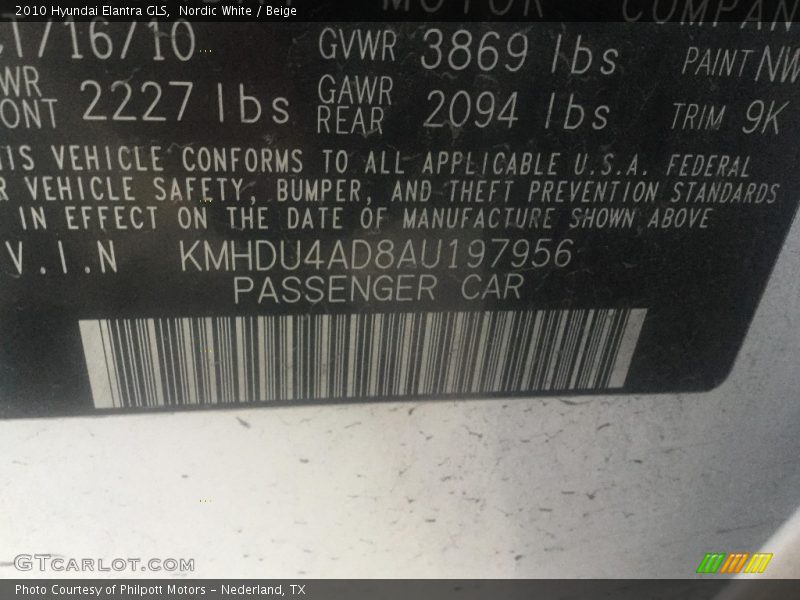 2010 Hyundai Elantra GLS, Nordic White / Beige
MOTOR COMPAN
/16/10 GVWR 3869 lbs PAINT NW
WR
ONT 2227 lbs GAWR
REAR 2094 lbs TRIM 9K
IS VEHICLE CONFORMS TO ALL APPLICABLE U.S.A. FEDERAL
R VEHICLE SAFETY, BUMPER, AND THEFT PREVENTION STANDARDS
IN EFFECT ON THE DATE OF MANUFACTURE SHOWN ABOVE
V.I.N KMHDU4AD8AU197956
PASSENGER CAR
GTCARLOT.COM
Photo Courtesy of Philpott Motors - Nederland, TX